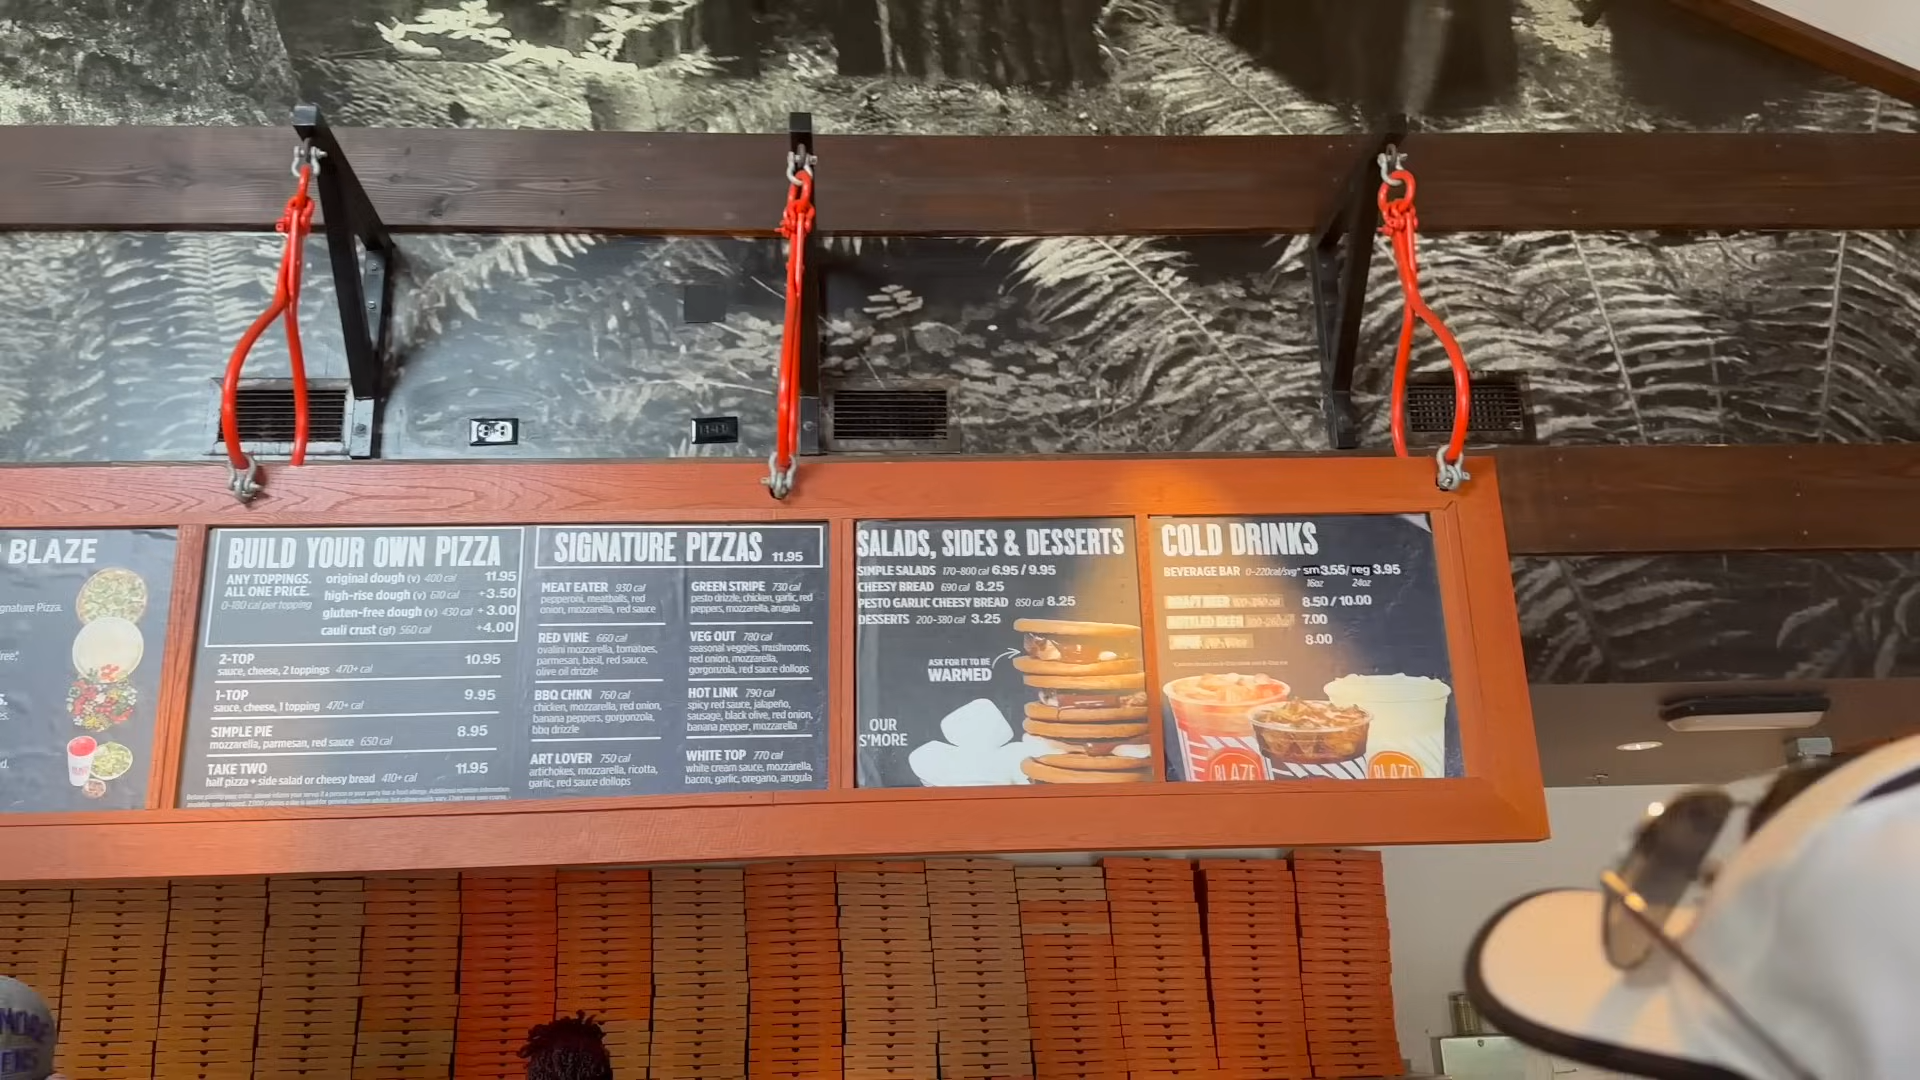 BLAZE
gnature Pizza.
BUILD YOUR OWN PIZZA
ANY TOPPINGS.
ALL ONE PRICE.
0-180 cal per topping
original dough (v) 400 cal 11.95
high-rise dough (v) 610 cal +3.50
gluten-free dough (v) 430 cal +3.00
cauli crust (gf) 560 cal +4.00
2-TOP 10.95
sauce, cheese, 2 toppings 470+ cal
1-TOP 9.95
sauce, cheese, 1 topping 470+ cal
SIMPLE PIE 8.95
mozzarella, parmesan, red sauce 650 cal
TAKE TWO 11.95
half pizza + side salad or cheesy bread 410+ cal
SIGNATURE PIZZAS 11.95
MEAT EATER 930 cal
pepperoni, meatballs, red
onion, mozzarella, red sauce
RED VINE 660 cal
ovalini mozzarella, tomatoes,
parmesan, basil, red sauce,
olive oil drizzle
BBQ CHKN 760 cal
chicken, mozzarella, red onion,
banana peppers, gorgonzola,
bbq drizzle
ART LOVER 750 cal
artichokes, mozzarella, ricotta,
garlic, red sauce dollops
GREEN STRIPE 730 cal
pesto drizzle, chicken, garlic, red
peppers, mozzarella, arugula
VEG OUT 780 cal
seasonal veggies, mushrooms,
red onion, mozzarella,
gorgonzola, red sauce dollops
HOT LINK 790 cal
spicy red sauce, jalapeño,
sausage, black olive, red onion,
banana pepper, mozzarella
WHITE TOP 770 cal
white cream sauce, mozzarella,
bacon, garlic, oregano, arugula
SALADS, SIDES & DESSERTS
SIMPLE SALADS 170-800 cal 6.95 / 9.95
CHEESY BREAD 690 cal 8.25
PESTO GARLIC CHEESY BREAD 850 cal 8.25
DESSERTS 200-380 cal 3.25
ASK FOR IT TO BE
WARMED
OUR
S'MORE
COLD DRINKS
BEVERAGE BAR 0-220cal/svg* sm 3.55/ reg 3.95
16oz 24oz
DRAFT BEER 8.50 / 10.00
BOTTLED BEER 7.00
8.00
BLAZE
BLAZE